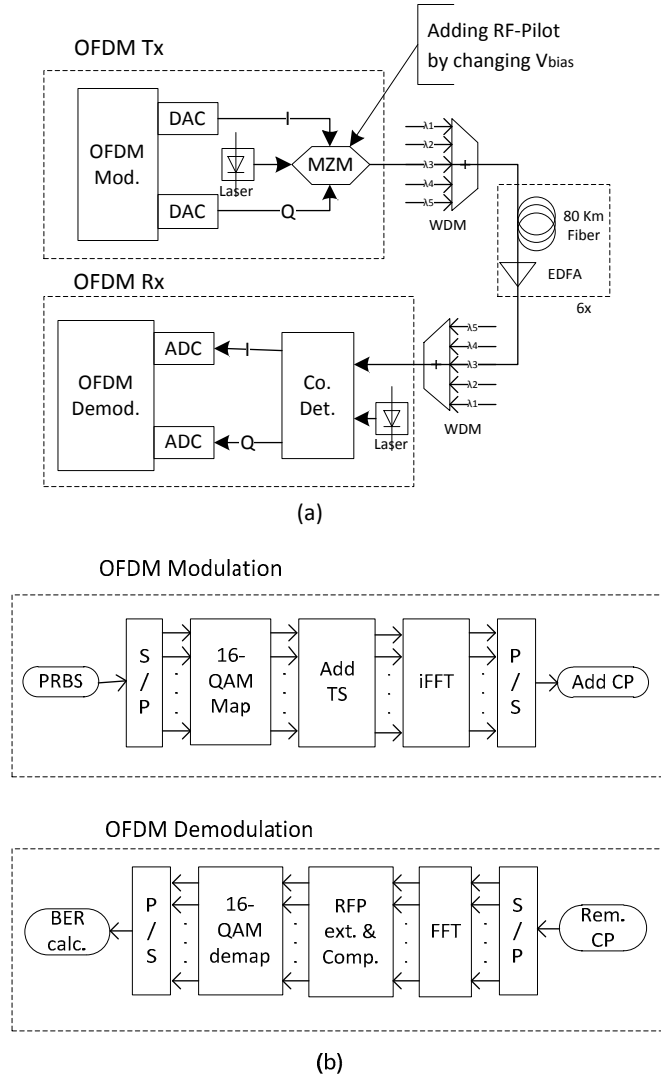 OFDM Tx
Adding RF-Pilot
by changing Vbias
OFDM
Mod.
DAC
I
Laser
MZM
DAC
Q
λ1
λ2
λ3
λ4
λ5
+
WDM
80 Km
Fiber
EDFA
6x
OFDM Rx
OFDM
Demod.
ADC
I
ADC
Q
Co.
Det.
Laser
+
λ5
λ4
λ3
λ2
λ1
WDM
(a)
OFDM Modulation
PRBS
S
/
P
16-
QAM
Map
Add
TS
iFFT
P
/
S
Add CP
OFDM Demodulation
BER
calc.
P
/
S
16-
QAM
demap
RFP
ext. &
Comp.
FFT
S
/
P
Rem.
CP
(b)